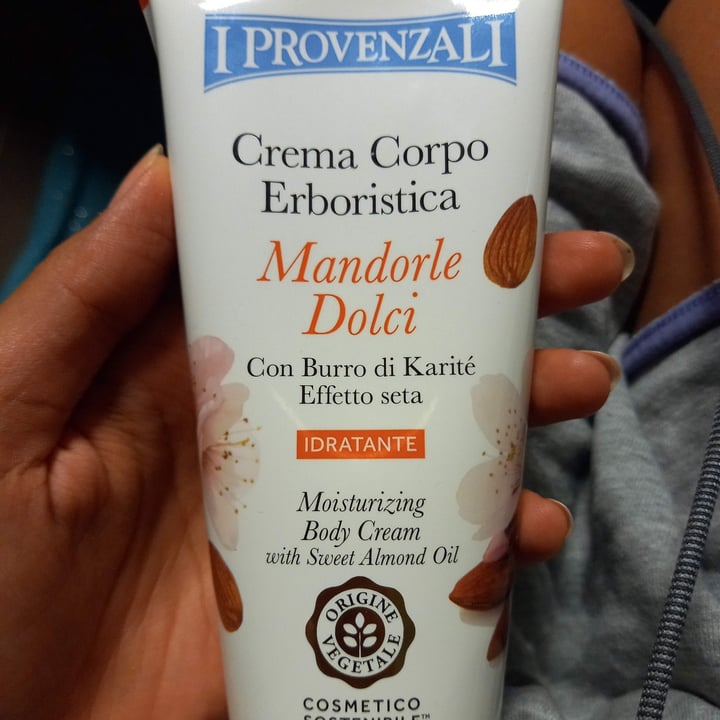 I PROVENZALI
Crema Corpo
Erboristica
Mandorle
Dolci
Con Burro di Karité
Effetto seta
IDRATANTE
Moisturizing
Body Cream
with Sweet Almond Oil
ORIGINE
VEGETALE
COSMETICO
SOSTENIBILE™